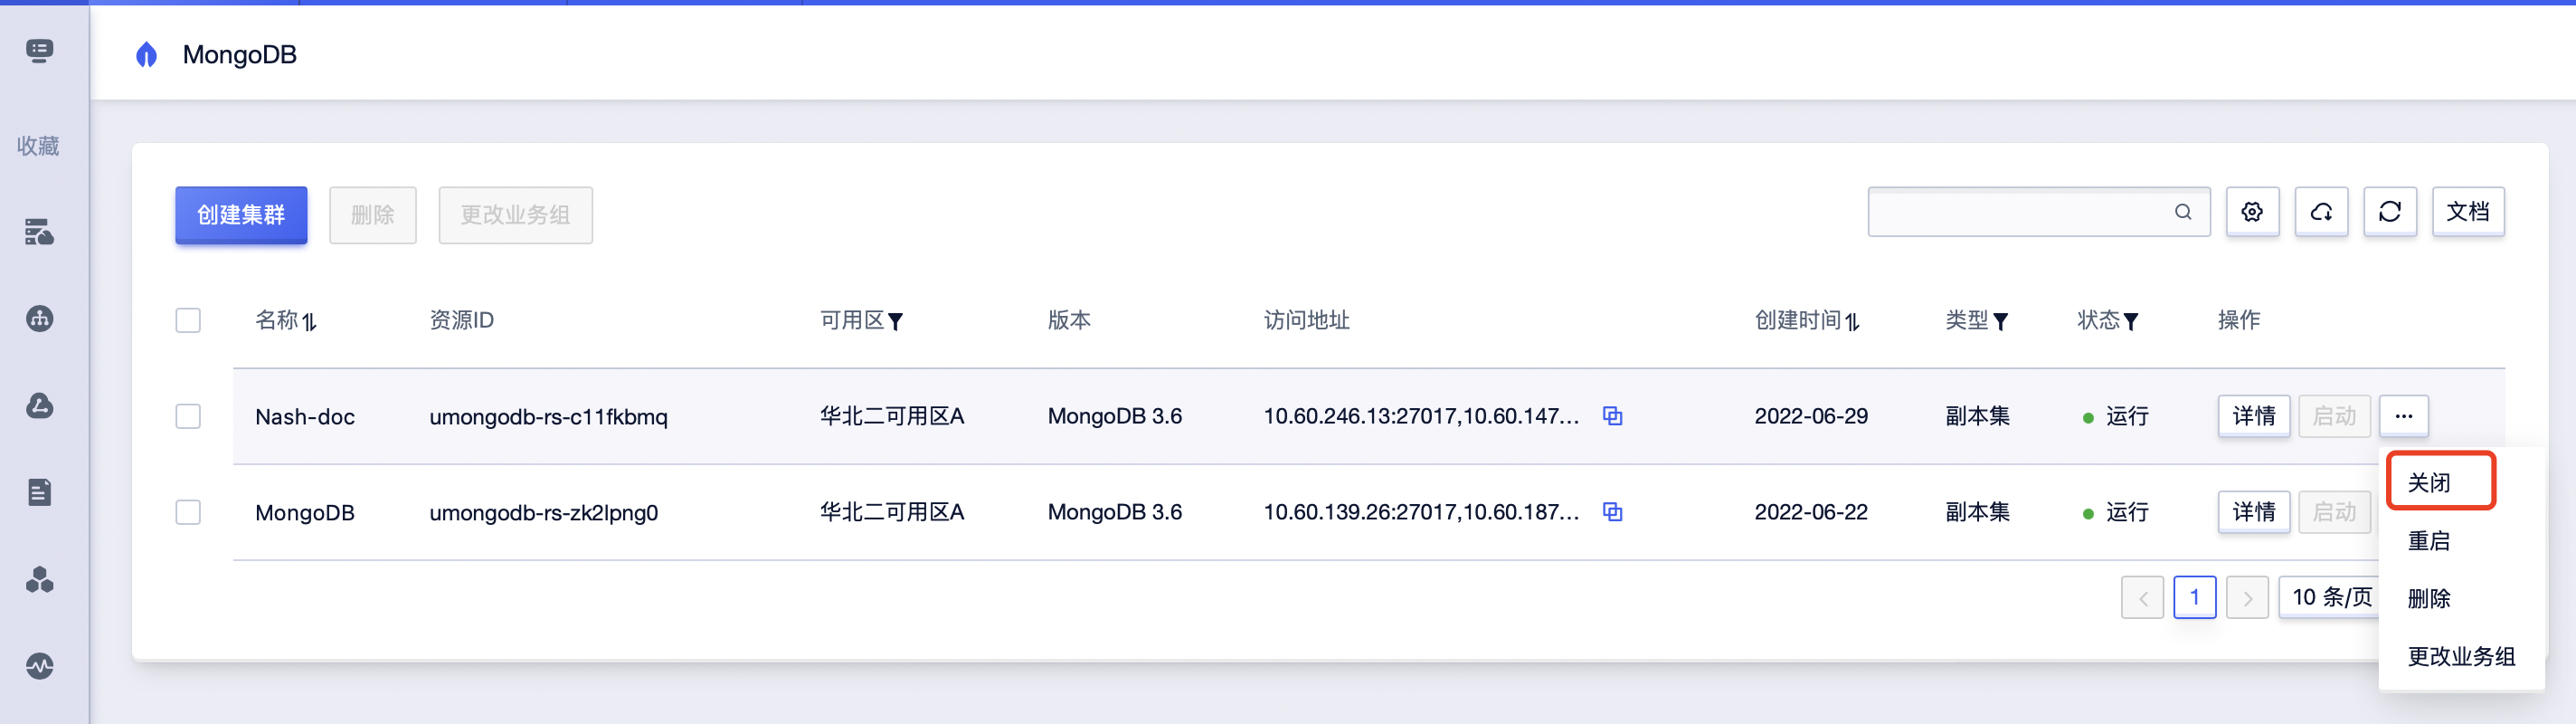 MongoDB
收藏
创建集群 删除 更改业务组 文档
名称 资源ID 可用区 版本 访问地址 创建时间 类型 状态 操作
Nash-doc umongodb-rs-c11fkbmq 华北二可用区A MongoDB 3.6 10.60.246.13:27017,10.60.147... 2022-06-29 副本集 运行 详情 启动 ...
关闭
MongoDB umongodb-rs-zk2lpng0 华北二可用区A MongoDB 3.6 10.60.139.26:27017,10.60.187... 2022-06-22 副本集 运行 详情 启动
重启
1 10 条/页 删除
更改业务组